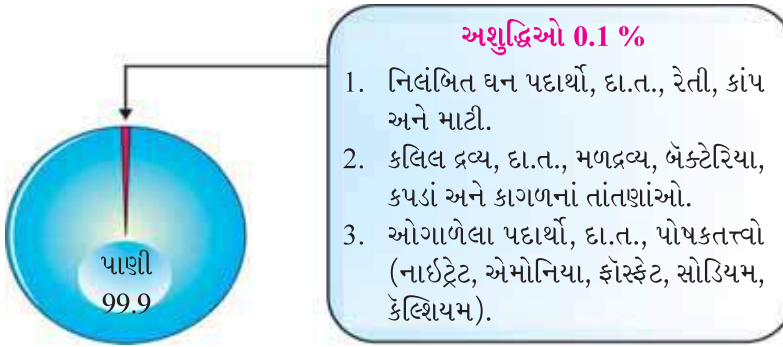 અશુદ્ધિઓ 0.1 %
1. નિલંબિત ઘન પદાર્થો, દા.ત., રેતી, કાંપ
અને માટી.
2. કલિલ દ્રવ્ય, દા.ત., મળદ્રવ્ય, બૅક્ટેરિયા,
કપડાં અને કાગળનાં તાંતણાંઓ.
3. ઓગાળેલા પદાર્થો, દા.ત., પોષકતત્ત્વો
(નાઇટ્રેટ, એમોનિયા, ફૉસ્ફેટ, સોડિયમ,
કૅલ્શિયમ).
પાણી
99.9